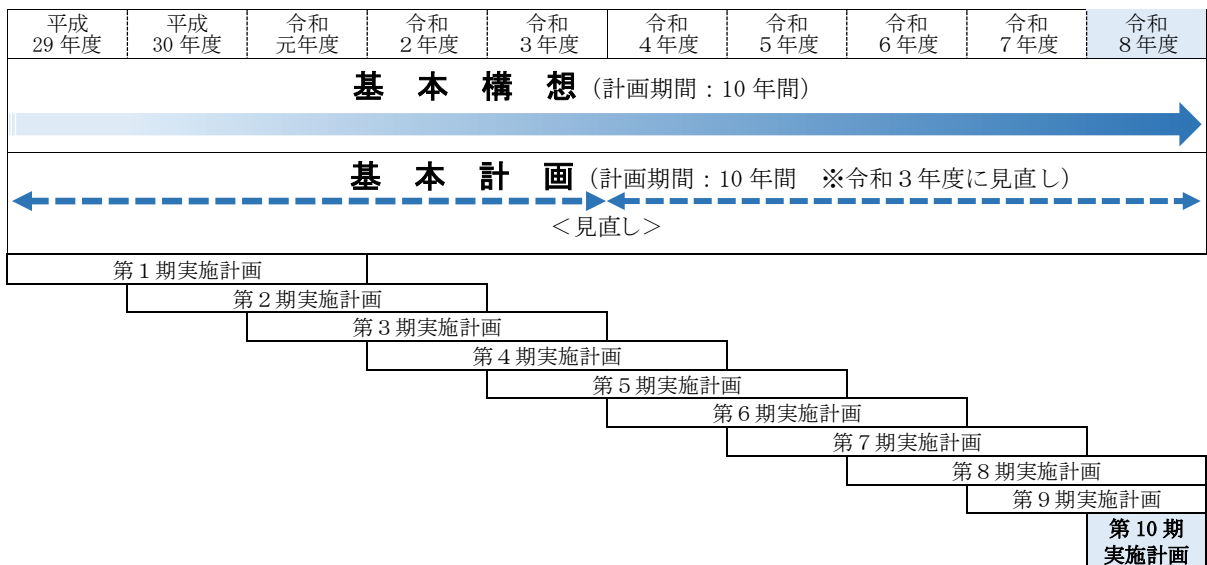 平成 平成 令和 令和 令和 令和 令和 令和 令和 令和
29 年度 30 年度 元年度 2年度 3年度 4年度 5年度 6年度 7年度 8年度
基 本 構 想（計画期間：10 年間）
基 本 計 画（計画期間：10 年間　※令和3年度に見直し）
＜見直し＞
第1期実施計画
第2期実施計画
第3期実施計画
第4期実施計画
第5期実施計画
第6期実施計画
第7期実施計画
第8期実施計画
第9期実施計画
第 10 期
実施計画